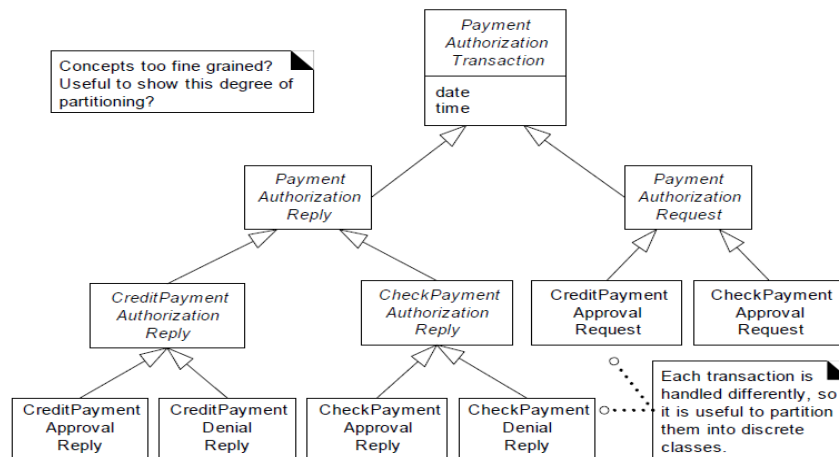 Payment
Authorization
Transaction
date
time
Concepts too fine grained?
Useful to show this degree of
partitioning?
Payment
Authorization
Reply
Payment
Authorization
Request
CreditPayment
Authorization
Reply
CheckPayment
Authorization
Reply
CreditPayment
Approval
Request
CheckPayment
Approval
Request
CreditPayment
Approval
Reply
CreditPayment
Denial
Reply
CheckPayment
Approval
Reply
CheckPayment
Denial
Reply
Each transaction is
handled differently, so
it is useful to partition
them into discrete
classes.